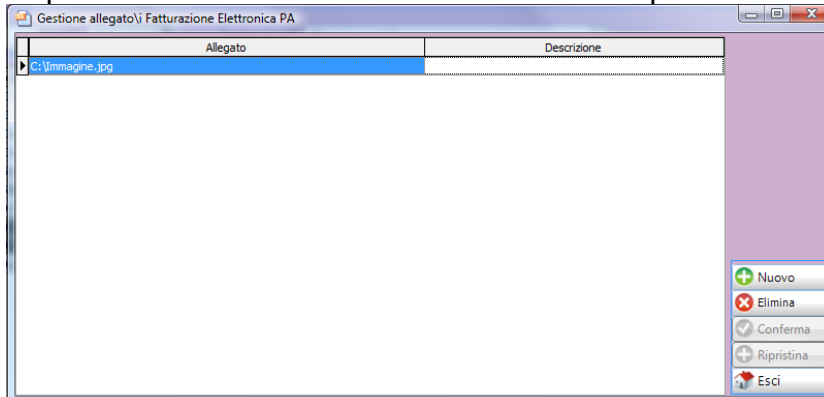 Gestione allegato\i Fatturazione Elettronica PA
Allegato Descrizione
C:\Immagine.jpg
Nuovo
Elimina
Conferma
Ripristina
Esci